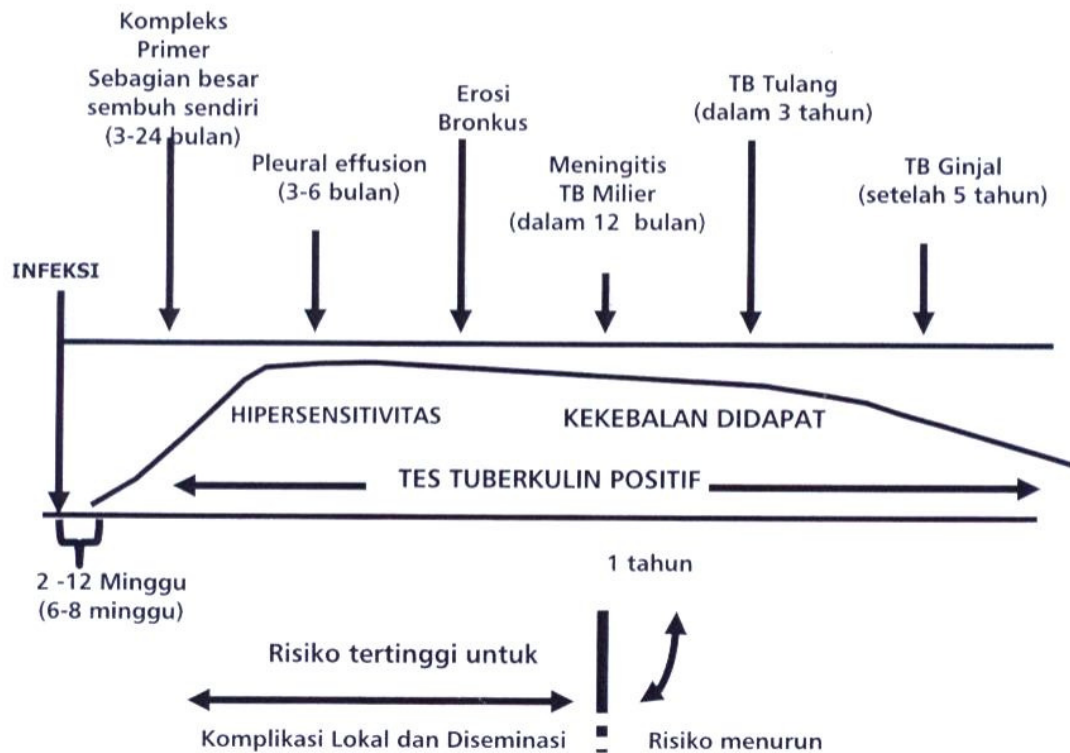 Kompleks
Primer
Sebagian besar
sembuh sendiri
(3-24 bulan)
Pleural effusion
(3-6 bulan)
Erosi
Bronkus
Meningitis
TB Milier
(dalam 12 bulan)
TB Tulang
(dalam 3 tahun)
TB Ginjal
(setelah 5 tahun)
INFEKSI
HIPERSENSITIVITAS
KEKEBALAN DIDAPAT
TES TUBERKULIN POSITIF
2 -12 Minggu
(6-8 minggu)
1 tahun
Risiko tertinggi untuk
Komplikasi Lokal dan Diseminasi
Risiko menurun